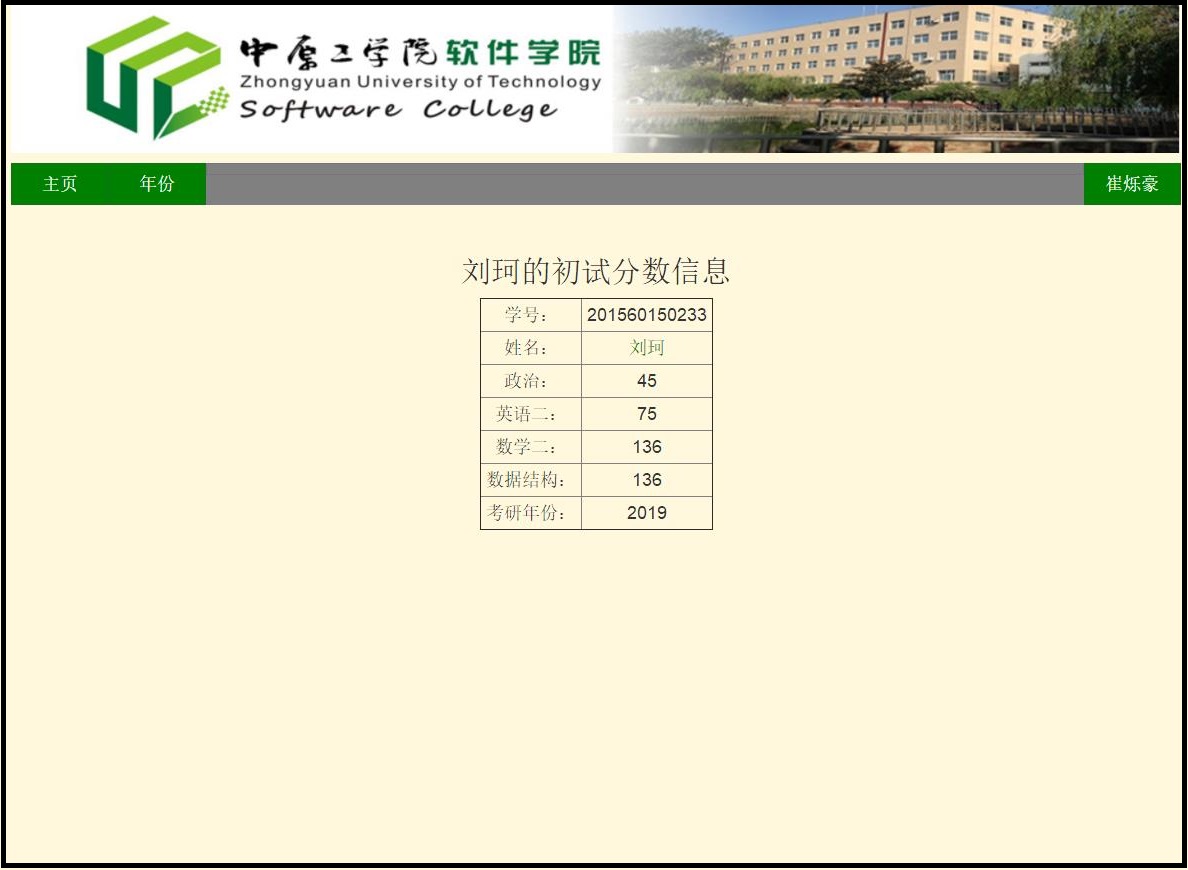 中原工学院软件学院
Zhongyuan University of Technology
Software College
主页 年份 崔烁豪
刘珂的初试分数信息
学号： 201560150233
姓名： 刘珂
政治： 45
英语二： 75
数学二： 136
数据结构： 136
考研年份： 2019